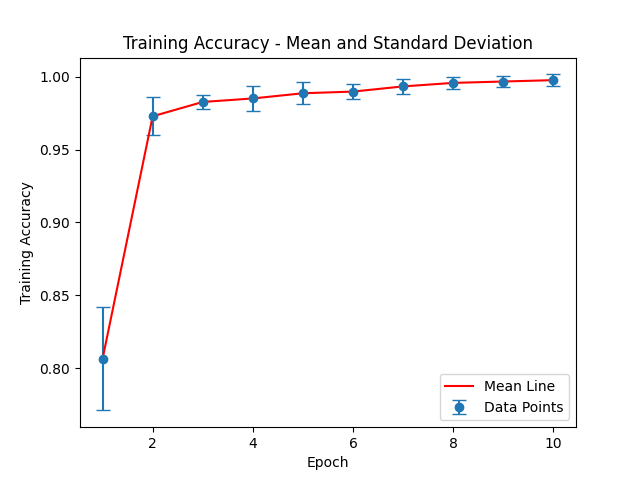 Training Accuracy - Mean and Standard Deviation
1.00
0.95
0.90
0.85
0.80
Training Accuracy
Mean Line
Data Points
2
4
6
8
10
Epoch